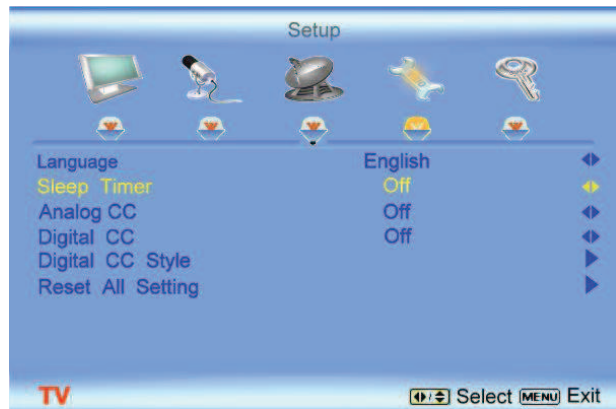 Setup
Language English
Sleep Timer Off
Analog CC Off
Digital CC Off
Digital CC Style
Reset All Setting
TV Select MENU Exit